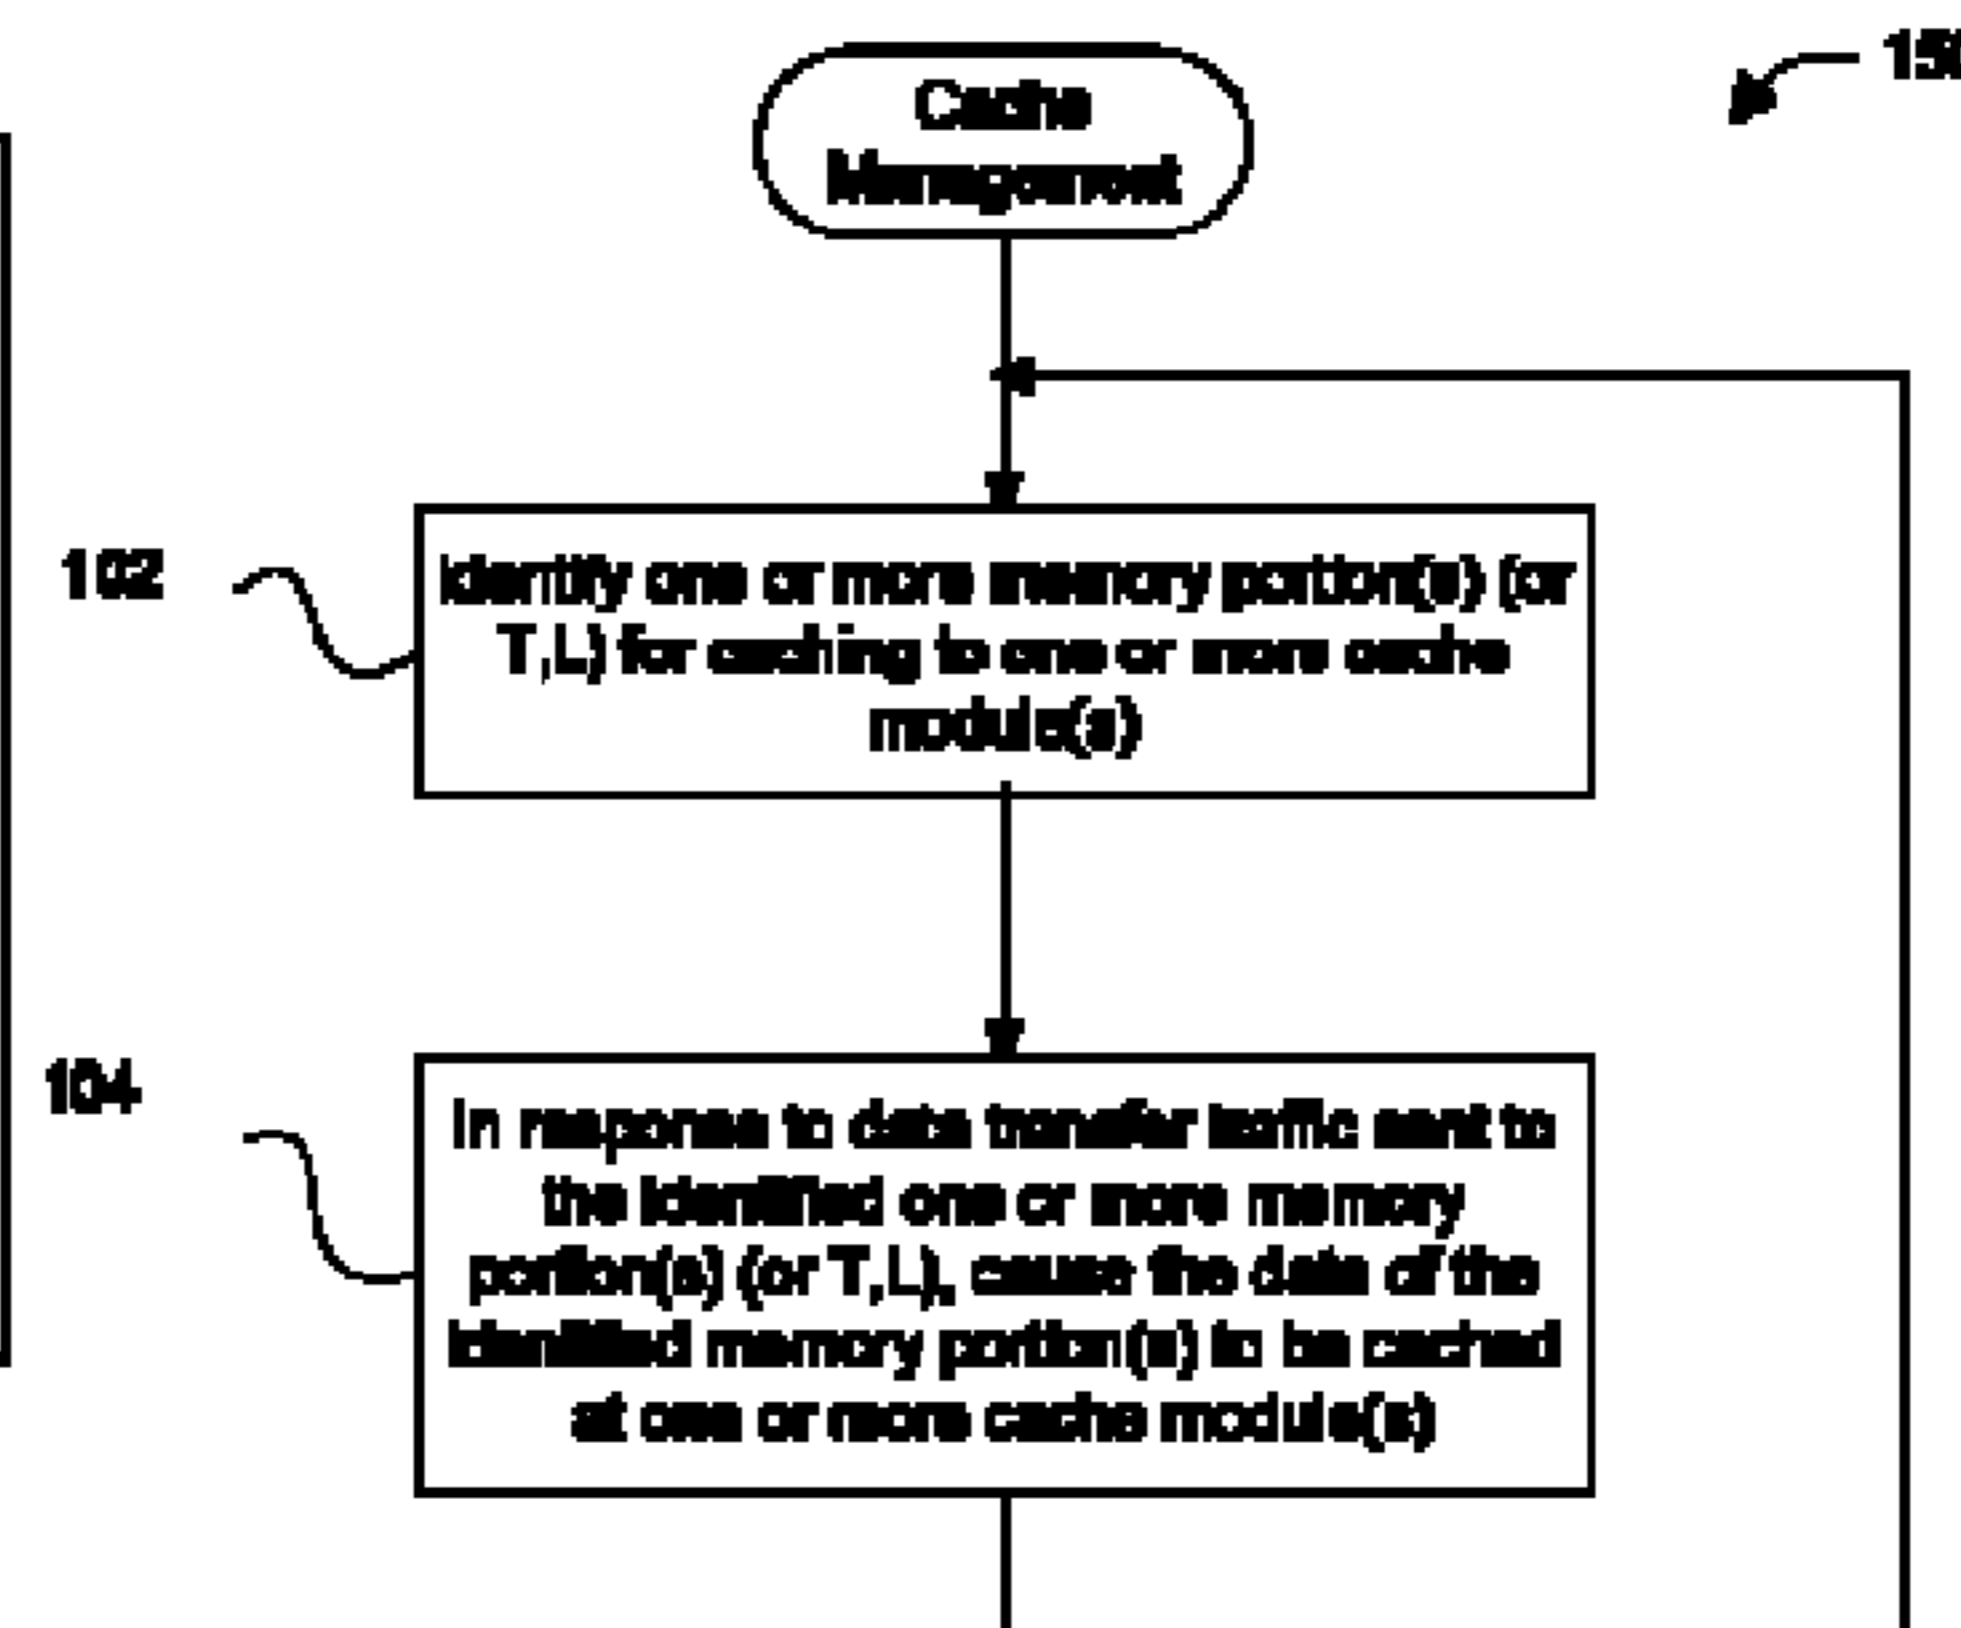 Cache
Management
102
Identify one or more memory portion(s) (or
T,L) for caching to one or more cache
module(s)
104
In response to data transfer traffic sent to
the identified one or more memory
portion(s) (or T,L), cause the data of the
identified memory portion(s) to be cached
at one or more cache module(s)